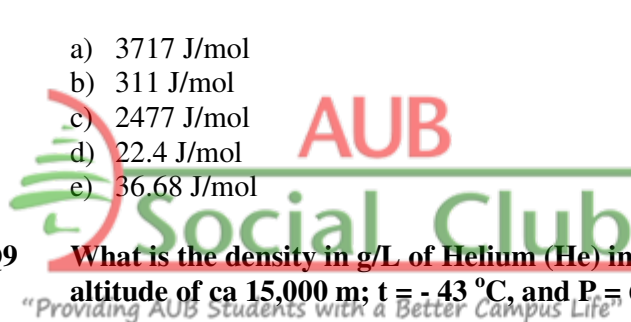 a) 3717 J/mol
b) 311 J/mol
c) 2477 J/mol
d) 22.4 J/mol
e) 36.68 J/mol
AUB
Social Club
9 What is the density in g/L of Helium (He) in
altitude of ca 15,000 m; t = - 43 °C, and P =
"Providing AUB Students with a Better Campus Life"